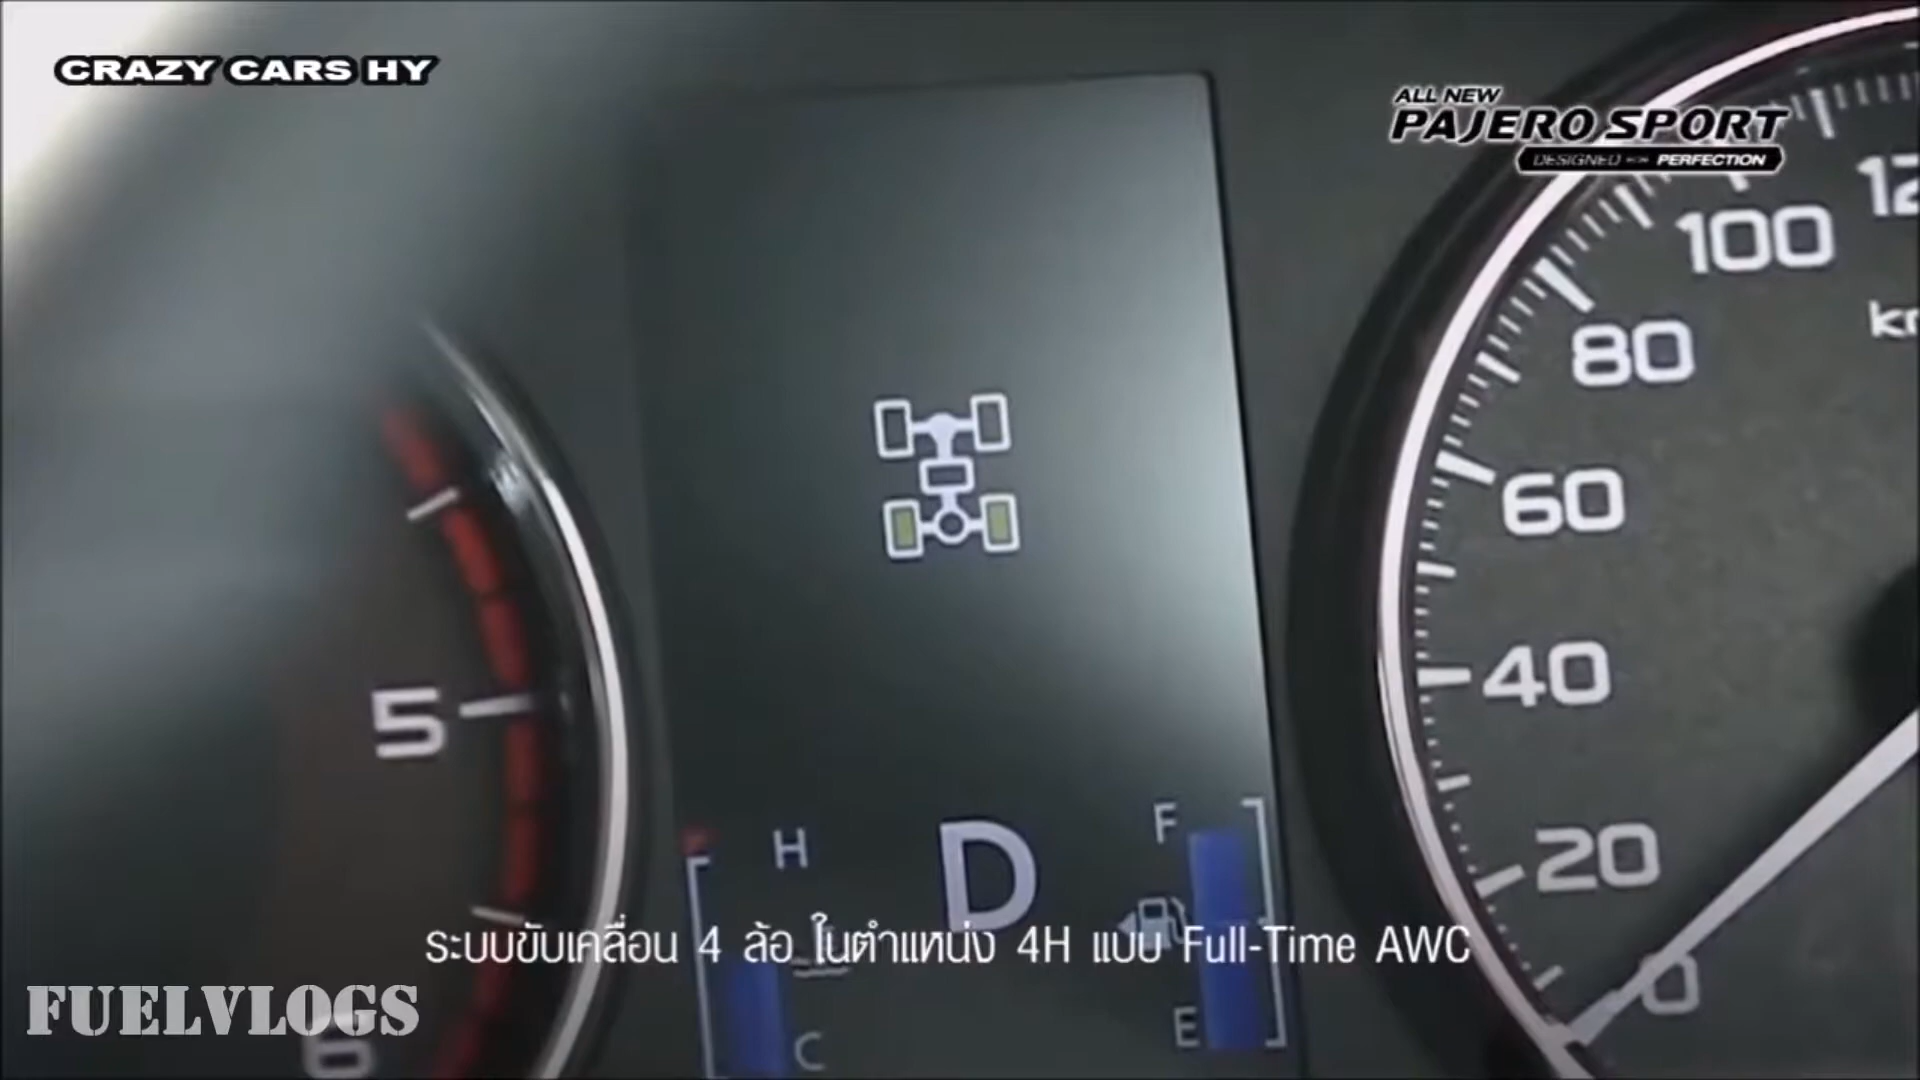 CRAZY CARS HY
ALL NEW
PAJERO SPORT
DESIGNED FOR PERFECTION
100
80
60
40
20
0
5
6
H
D
F
C
E
ระบบขับเคลื่อน 4 ล้อ ในตำแหน่ง 4H แบบ Full-Time AWC
FUELVLOGS